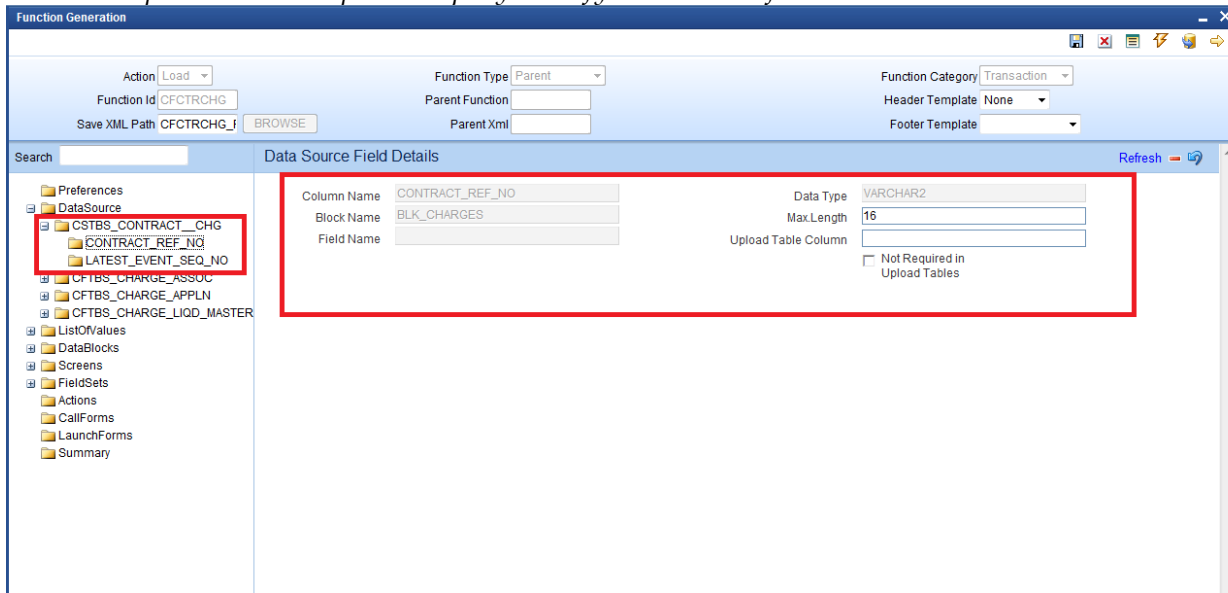 Function Generation
Action Load Function Type Parent Function Category Transaction
Function Id CFCTRCHG Parent Function Header Template None
Save XML Path CFCTRCHG_ BROWSE Parent Xml Footer Template
Search Data Source Field Details Refresh
Preferences
DataSource
CSTBS_CONTRACT__CHG
CONTRACT_REF_NO
LATEST_EVENT_SEQ_NO
CFTBS_CHARGE_ASSOC
CFTBS_CHARGE_APPLN
CFTBS_CHARGE_LIQD_MASTER
ListOfValues
DataBlocks
Screens
FieldSets
Actions
CallForms
LaunchForms
Summary
Column Name CONTRACT_REF_NO Data Type VARCHAR2
Block Name BLK_CHARGES Max.Length 16
Field Name Upload Table Column
Not Required in
Upload Tables